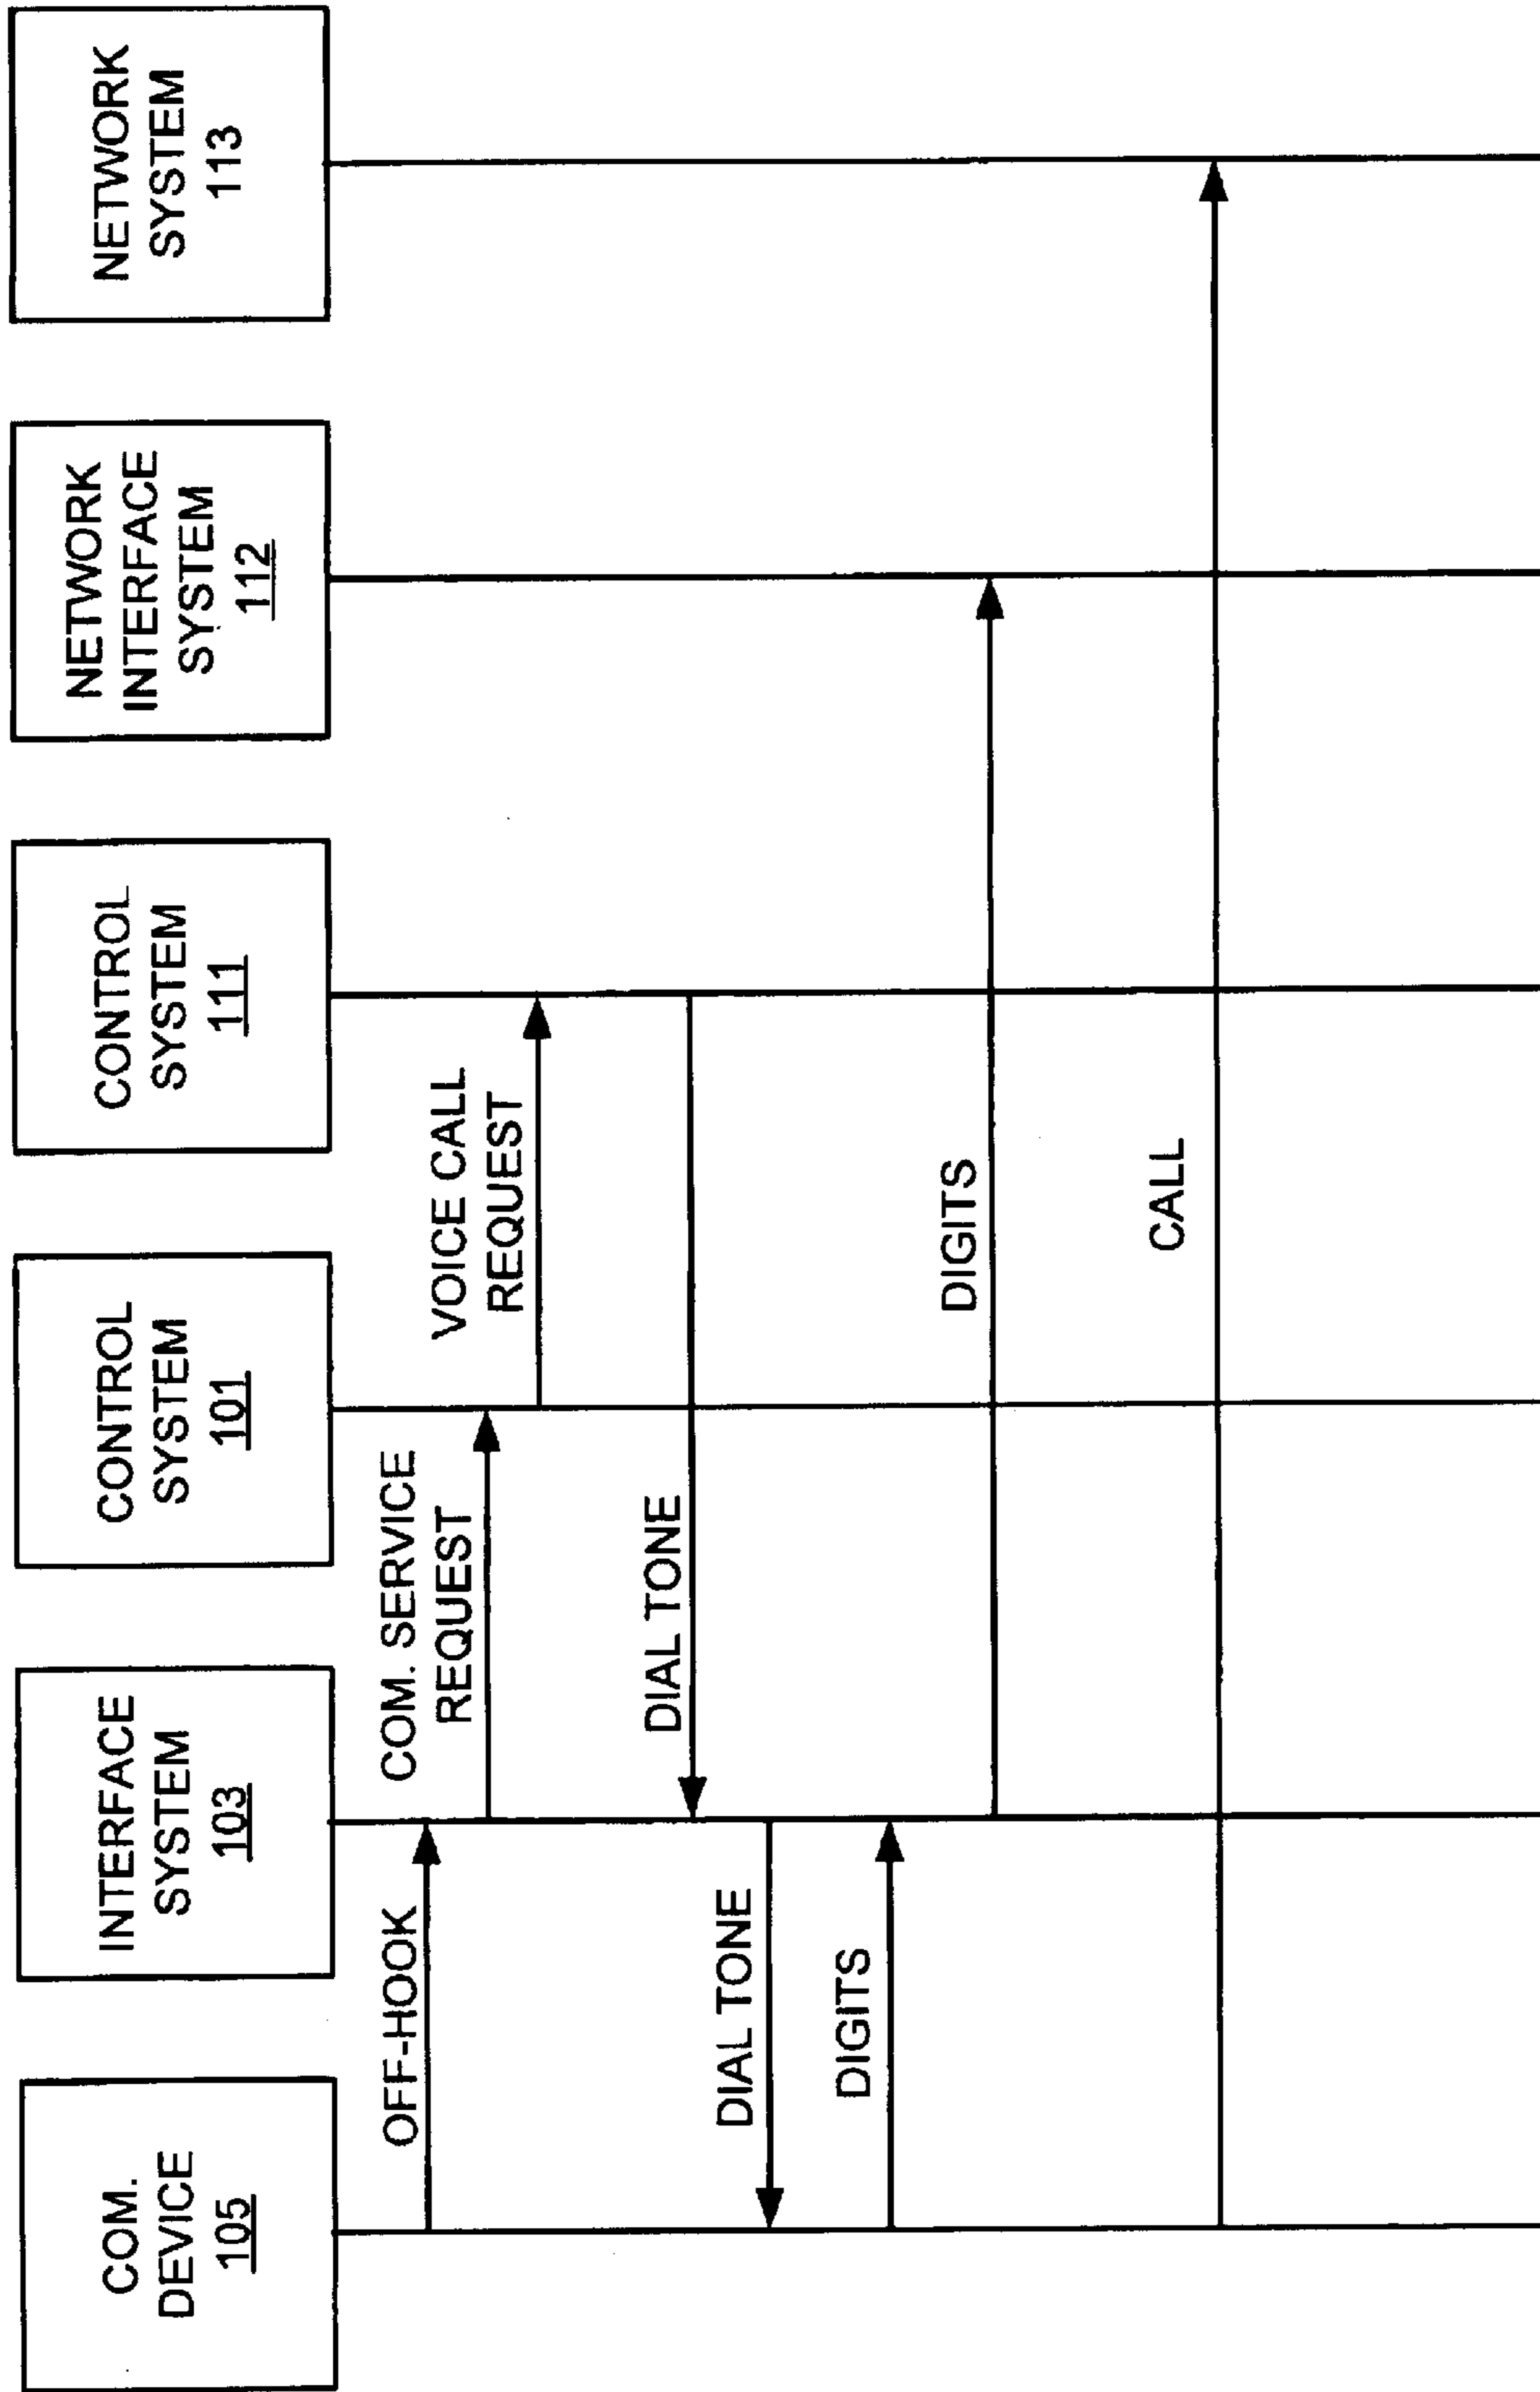 COM.
DEVICE
105
INTERFACE
SYSTEM
103
CONTROL
SYSTEM
101
CONTROL
SYSTEM
111
NETWORK
INTERFACE
SYSTEM
112
NETWORK
SYSTEM
113
OFF-HOOK
COM. SERVICE
REQUEST
VOICE CALL
REQUEST
DIAL TONE
DIAL TONE
DIGITS
DIGITS
CALL